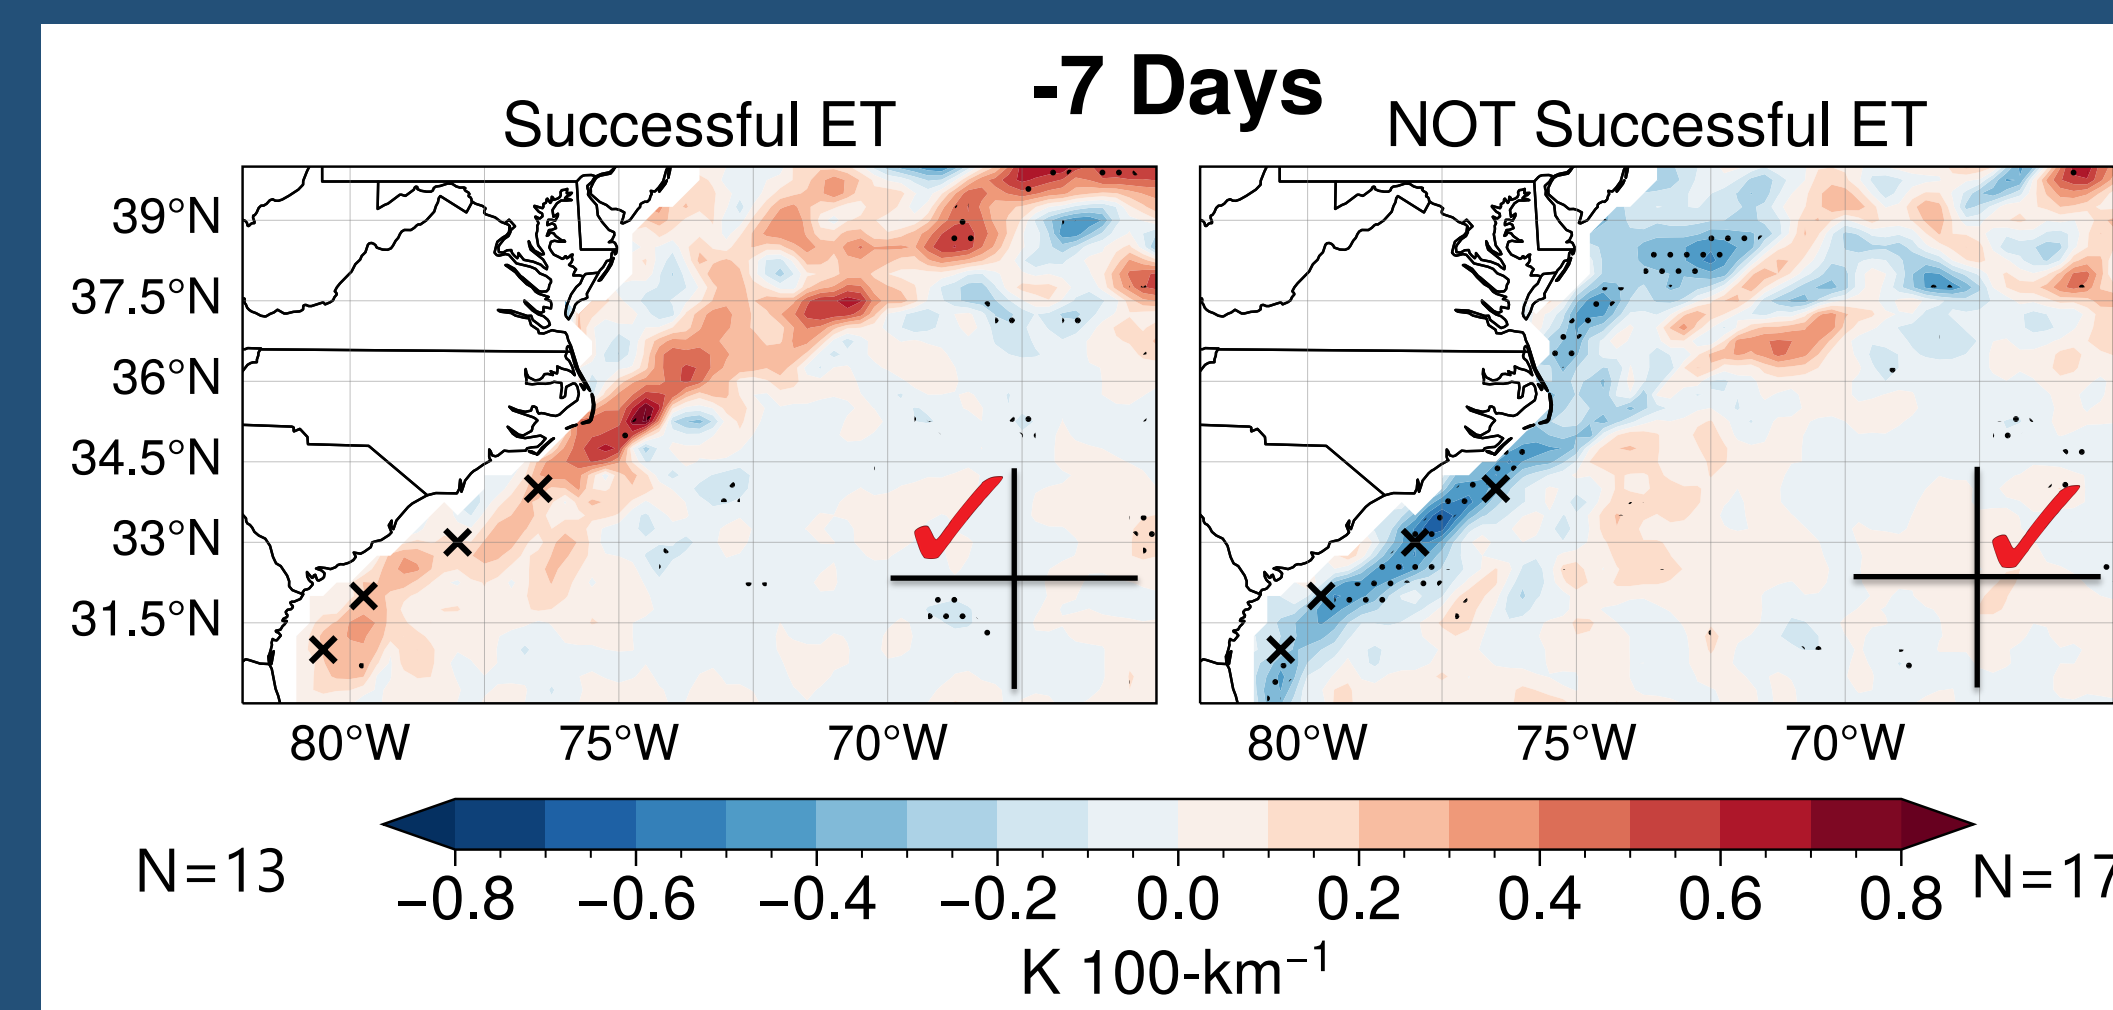 -7 Days
Successful ET
NOT Successful ET
39°N
37.5°N
36°N
34.5°N
33°N
31.5°N
80°W 75°W 70°W
80°W 75°W 70°W
N=13
N=17
−0.8 −0.6 −0.4 −0.2 0.0 0.2 0.4 0.6 0.8
K 100-km⁻¹